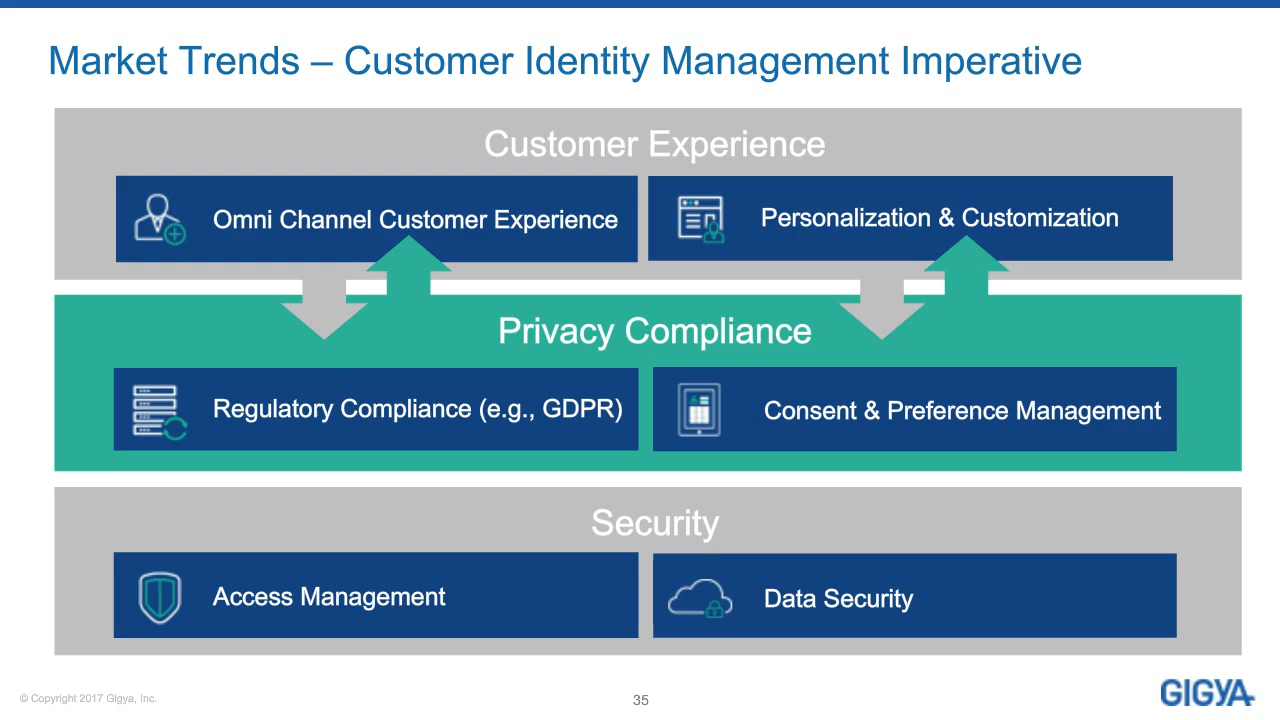 Market Trends – Customer Identity Management Imperative
Customer Experience
Omni Channel Customer Experience
Personalization & Customization
Privacy Compliance
Regulatory Compliance (e.g., GDPR)
Consent & Preference Management
Security
Access Management
Data Security
© Copyright 2017 Gigya, Inc.
35
GIGYA